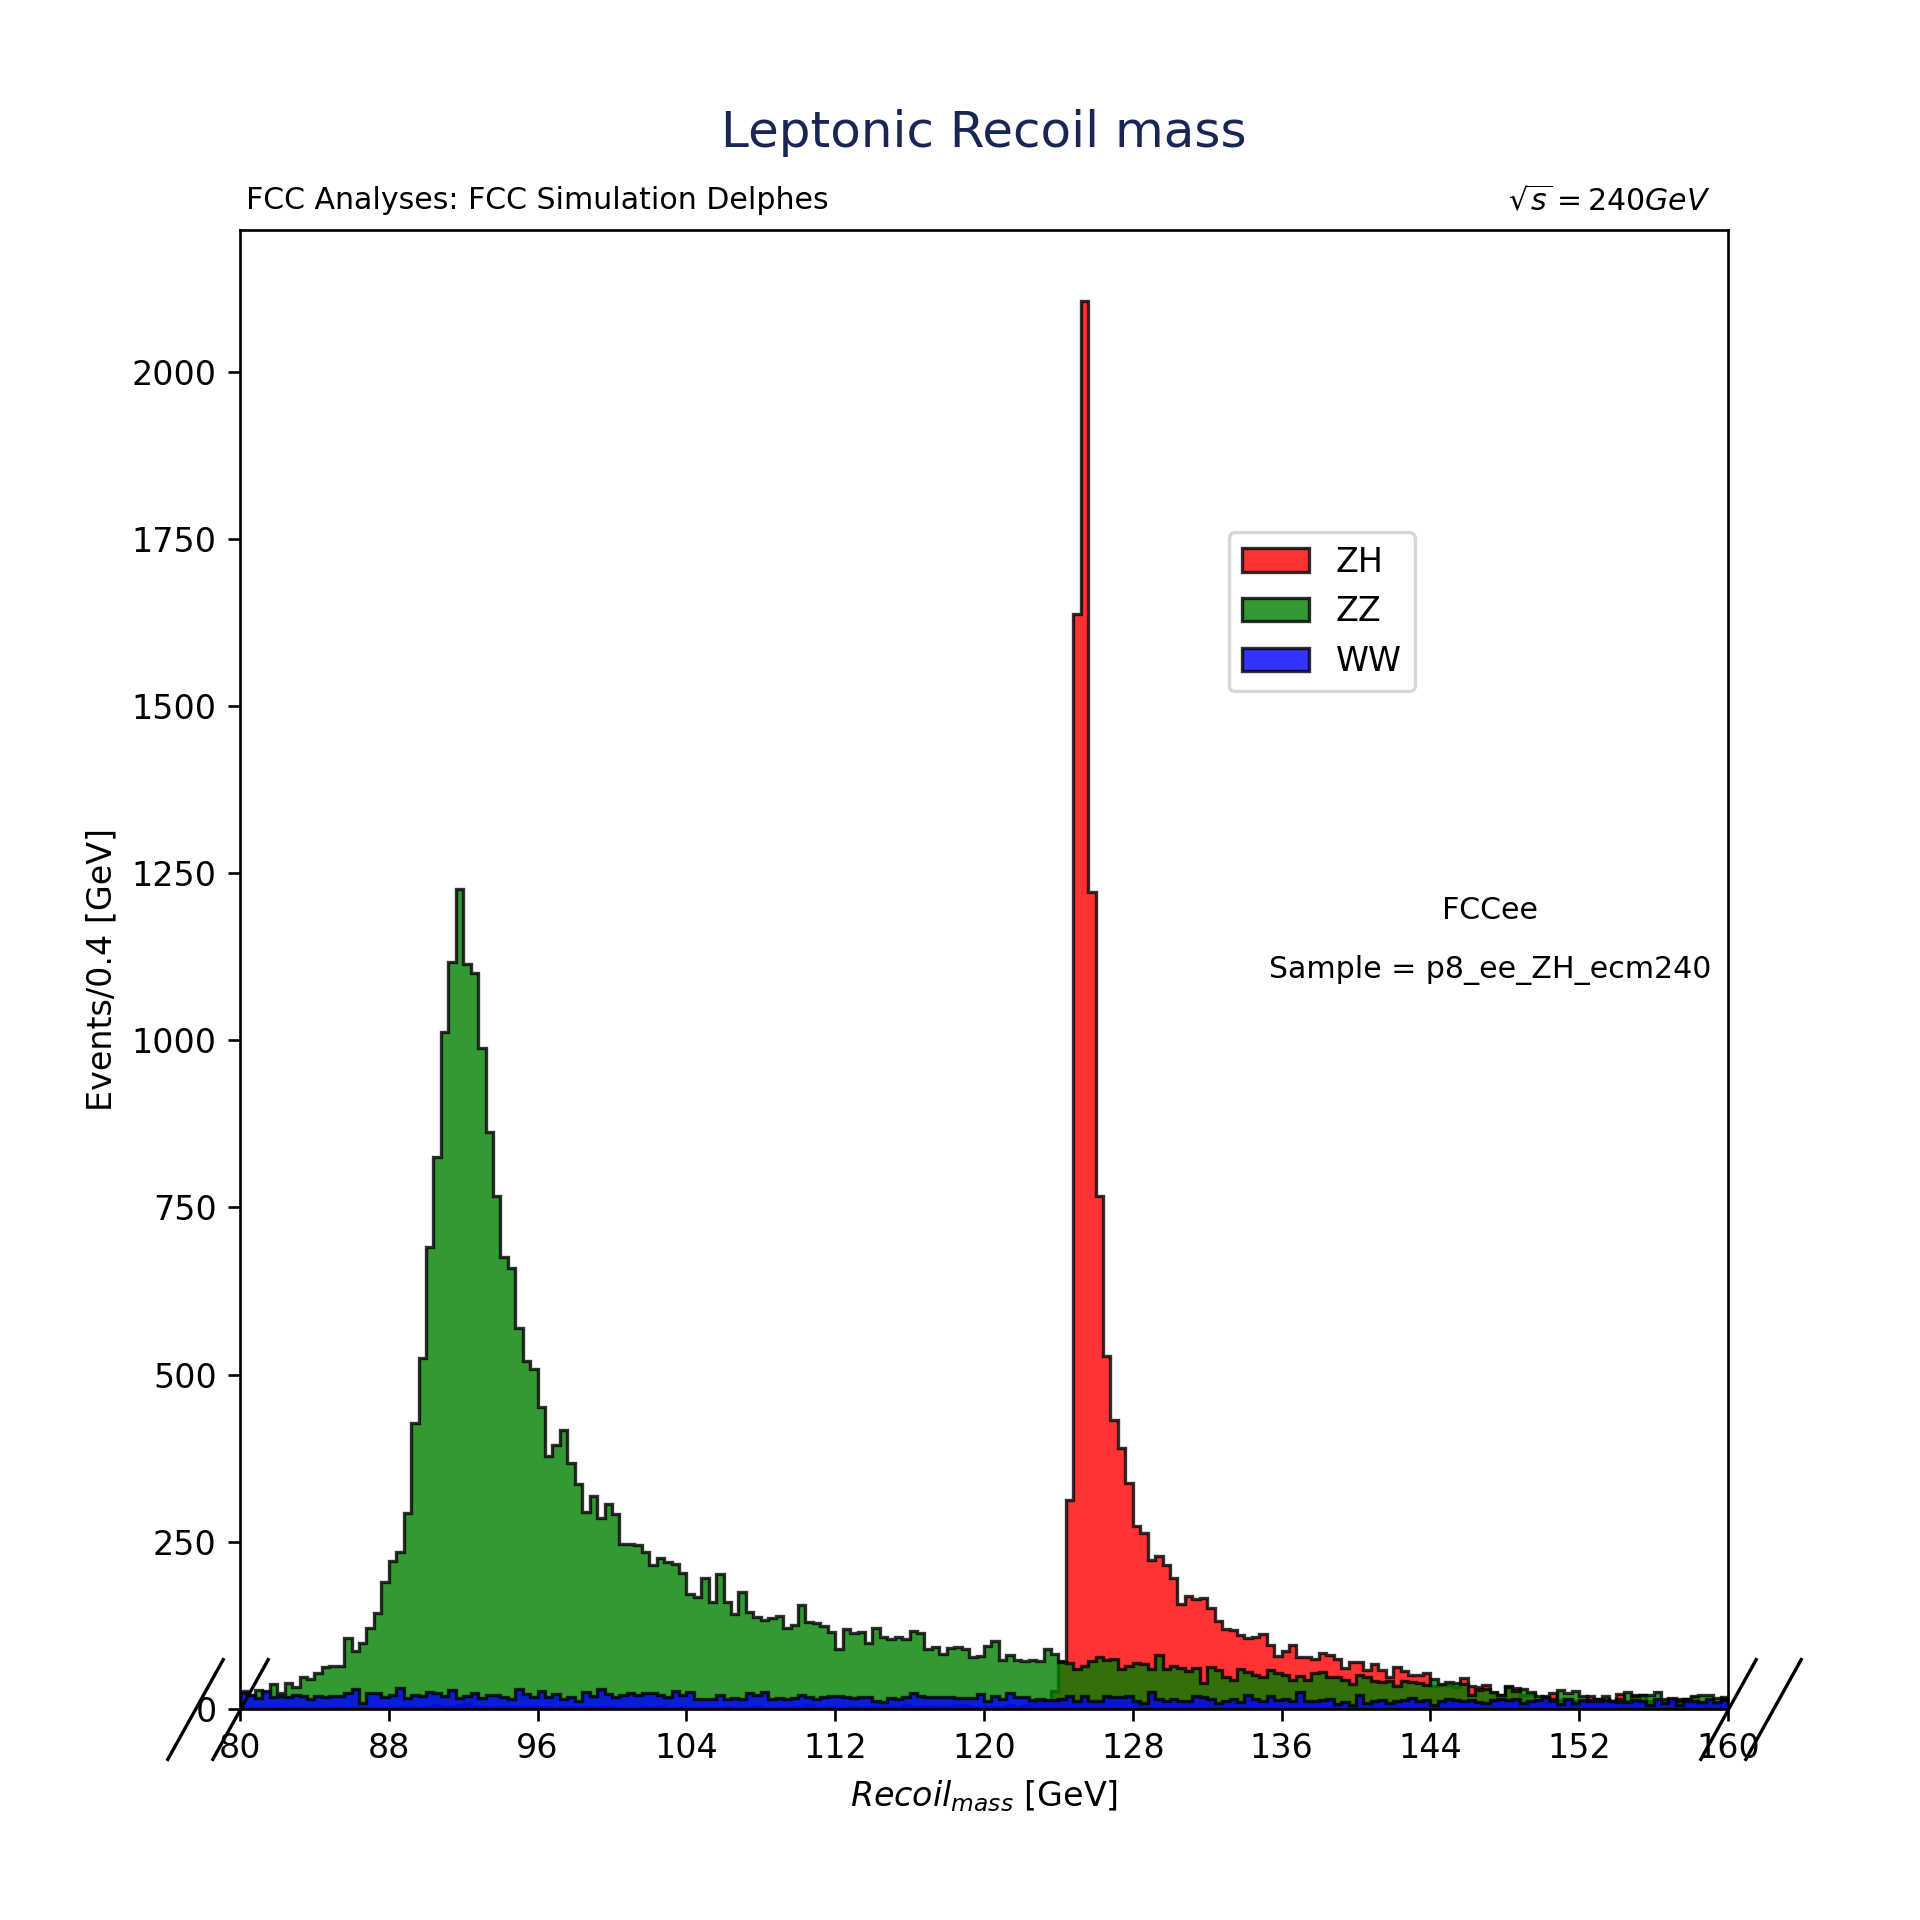 Leptonic Recoil mass
FCC Analyses: FCC Simulation Delphes
√s = 240GeV
2000
1750
1500
1250
1000
750
500
250
0
Events/0.4 [GeV]
ZH
ZZ
WW
FCCee
Sample = p8_ee_ZH_ecm240
80 88 96 104 112 120 128 136 144 152 160
Recoil_mass [GeV]